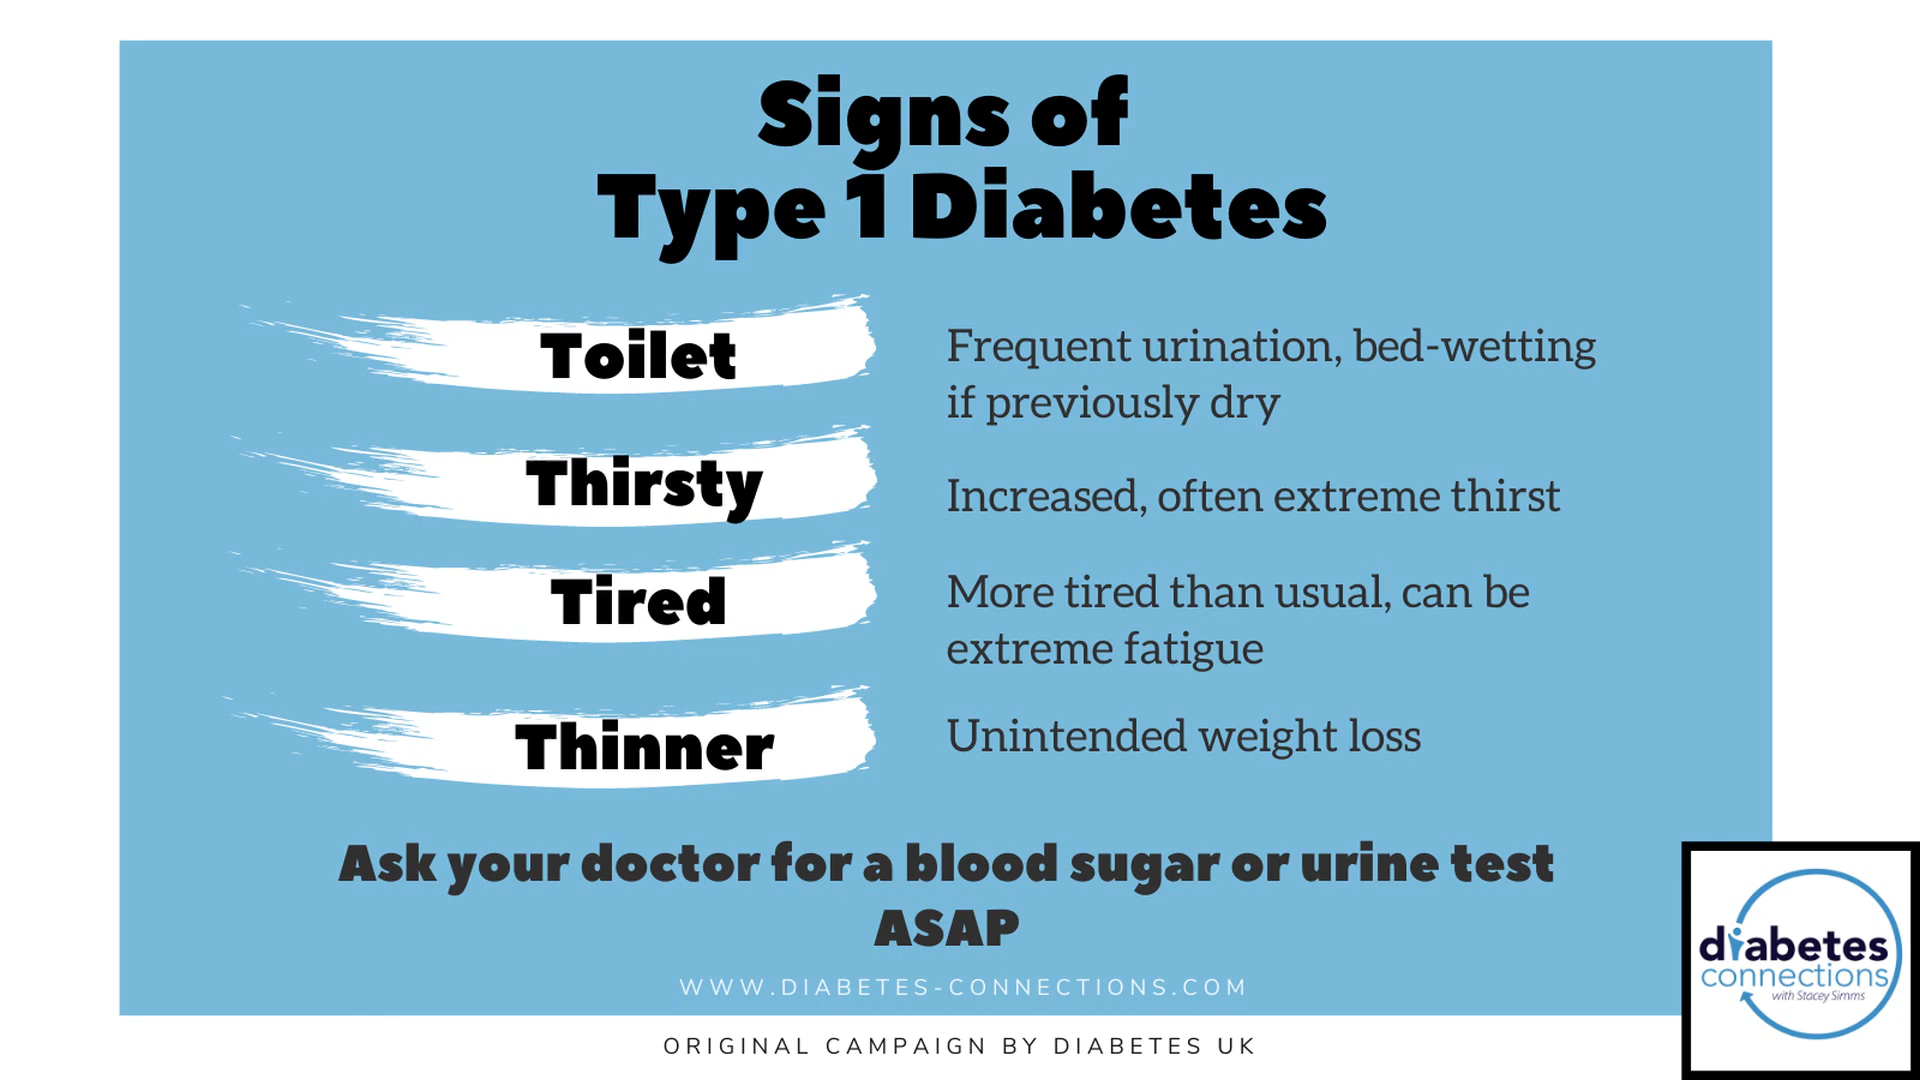 Signs of
Type 1 Diabetes
Toilet
Frequent urination, bed-wetting
if previously dry
Thirsty
Increased, often extreme thirst
Tired
More tired than usual, can be
extreme fatigue
Thinner
Unintended weight loss
Ask your doctor for a blood sugar or urine test
ASAP
WWW.DIABETES-CONNECTIONS.COM
diabetes
connections
with Stacey Simms
ORIGINAL CAMPAIGN BY DIABETES UK